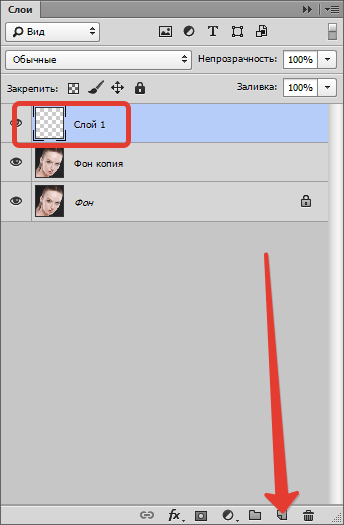 Слои
Вид
T
Обычные Непрозрачность: 100%
Закрепить: Заливка: 100%
Слой 1
Фон копия
Фон
fx